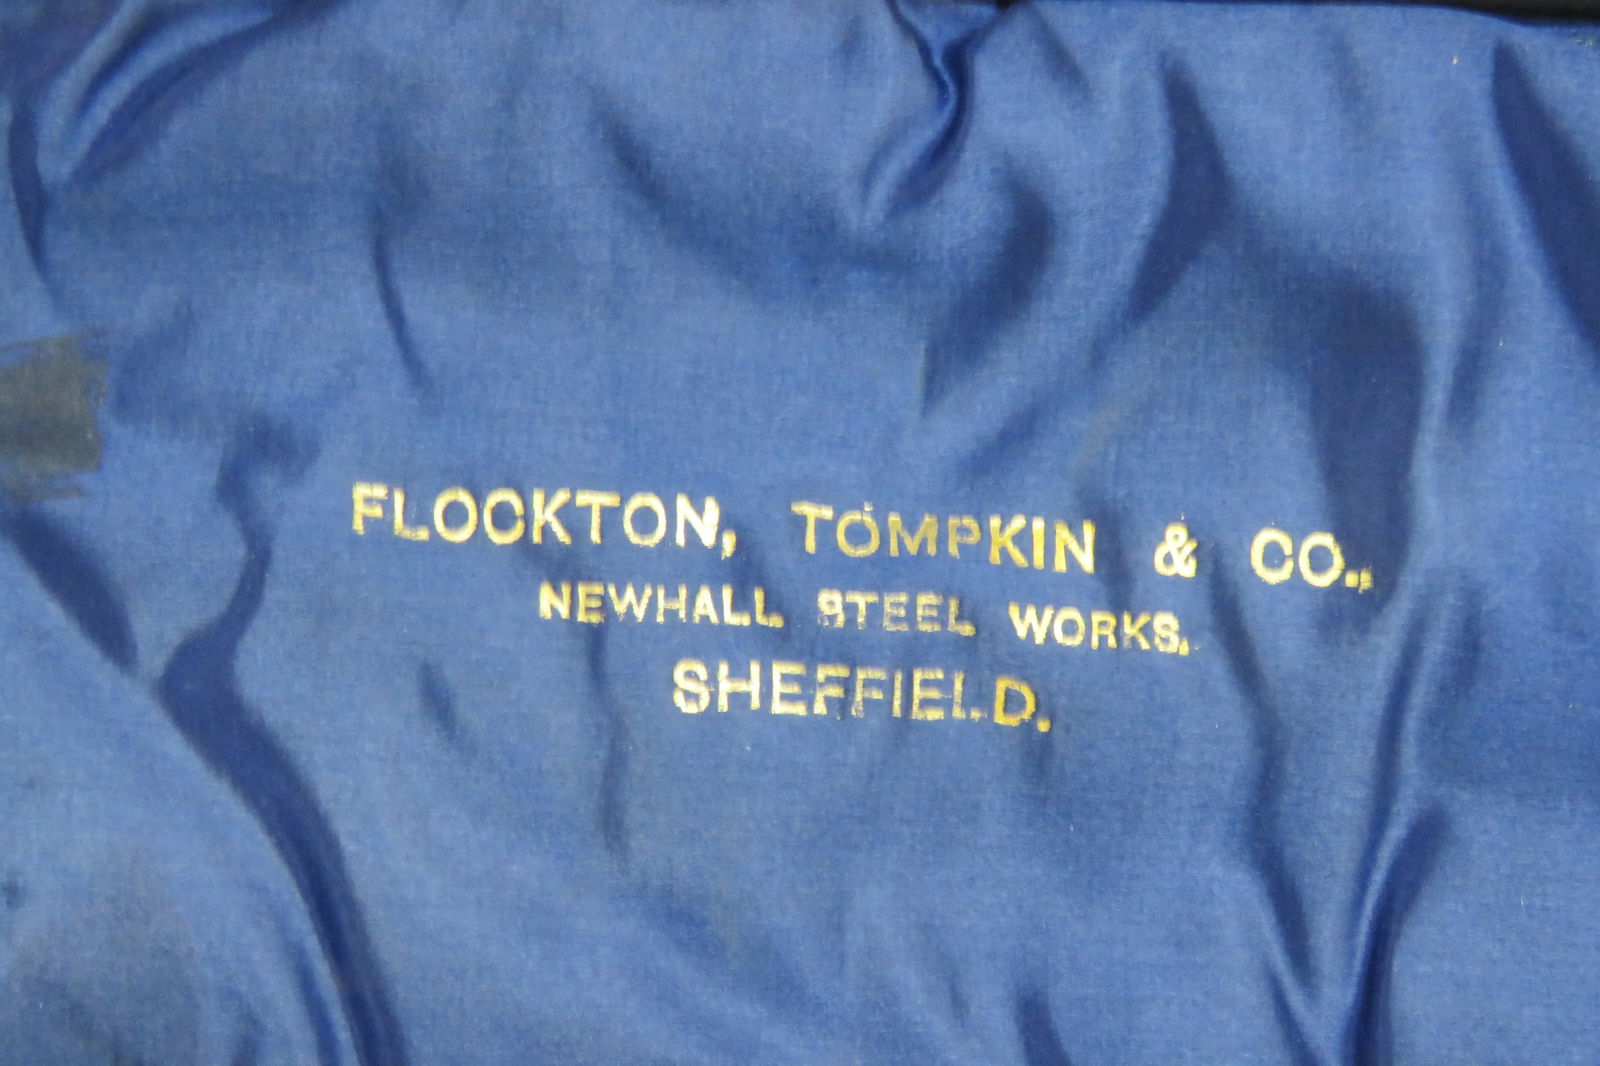 FLOCKTON, TOMPKIN & CO.,
NEWHALL STEEL WORKS,
SHEFFIELD.